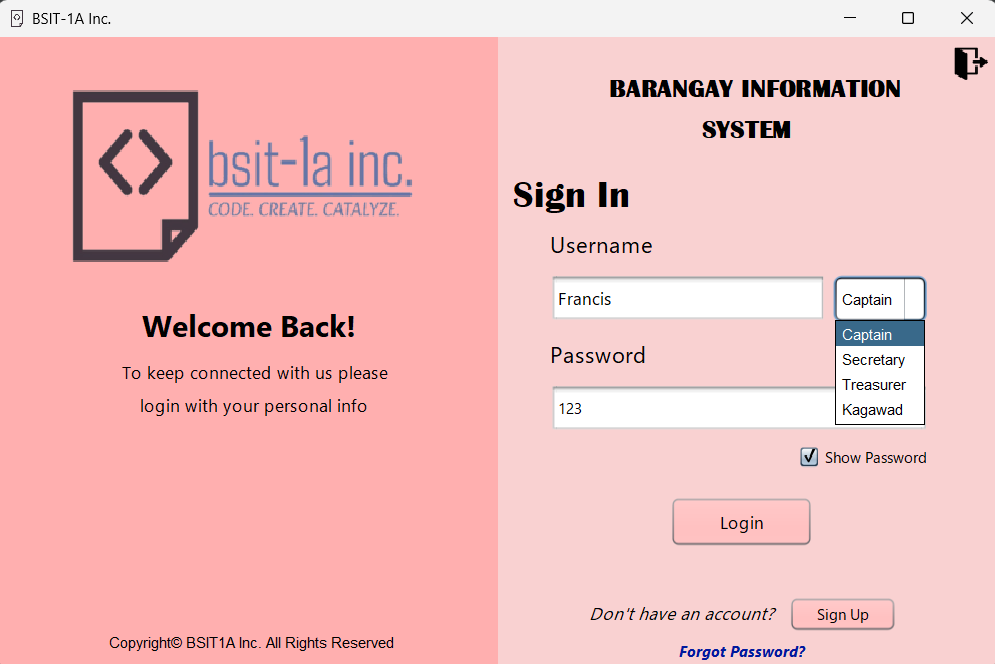 BSIT-1A Inc.
bsit-1a inc.
CODE. CREATE. CATALYZE.
Welcome Back!
To keep connected with us please
login with your personal info
Copyright© BSIT1A Inc. All Rights Reserved
BARANGAY INFORMATION
SYSTEM
Sign In
Username
Francis
Captain
Captain
Secretary
Treasurer
Kagawad
Password
123
Show Password
Login
Don't have an account?
Sign Up
Forgot Password?